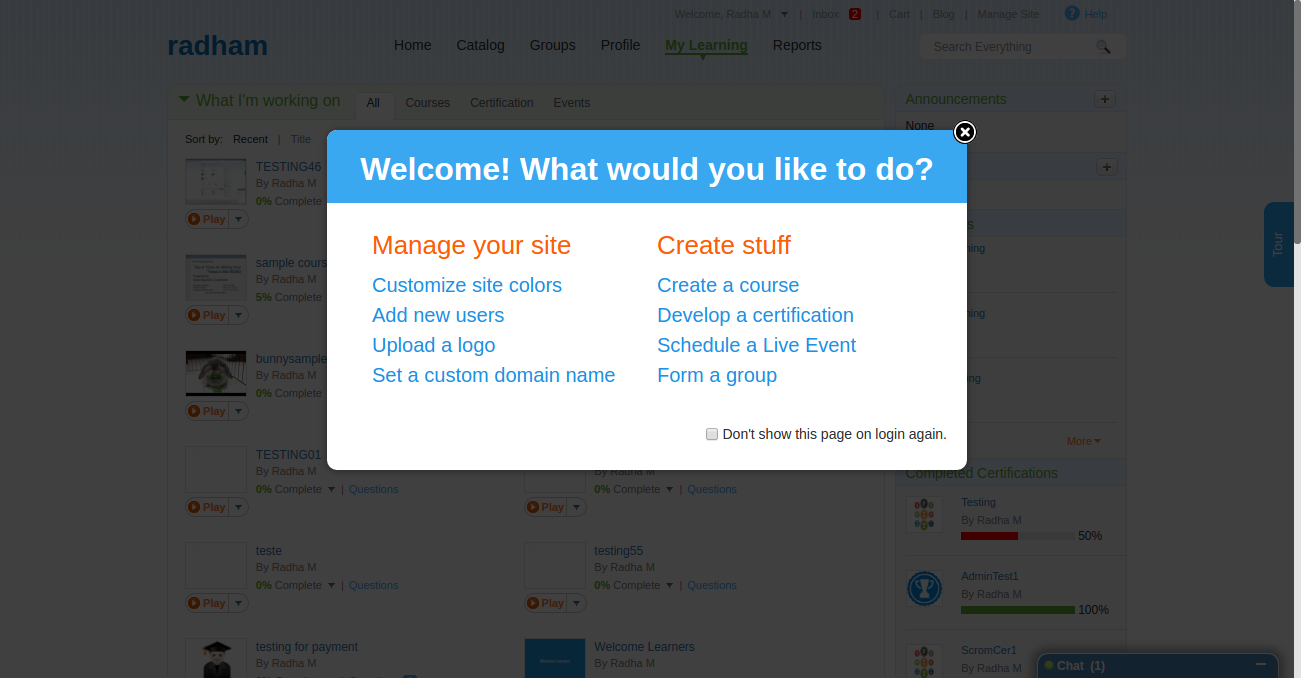 Welcome, Radha M | Inbox 2 | Cart | Blog | Manage Site ? Help
radham
Home Catalog Groups Profile My Learning Reports
Search Everything
What I'm working on
All Courses Certification Events
Announcements +
None
Sort by: Recent | Title
Welcome! What would you like to do?
Manage your site
Customize site colors
Add new users
Upload a logo
Set a custom domain name
Create stuff
Create a course
Develop a certification
Schedule a Live Event
Form a group
Don't show this page on login again.
TESTING46
By Radha M
0% Complete
Play
sample cours
By Radha M
5% Complete
Play
bunnysample
By Radha M
0% Complete
Play
TESTING01
By Radha M
0% Complete | Questions
Play
By Radha M
0% Complete | Questions
Play
teste
By Radha M
0% Complete | Questions
Play
testing55
By Radha M
0% Complete | Questions
Play
testing for payment
By Radha M
Welcome Learners
By Radha M
+
Tour
More
Completed Certifications
Testing
By Radha M
50%
AdminTest1
By Radha M
100%
ScromCer1
By Radha M
Chat (1)